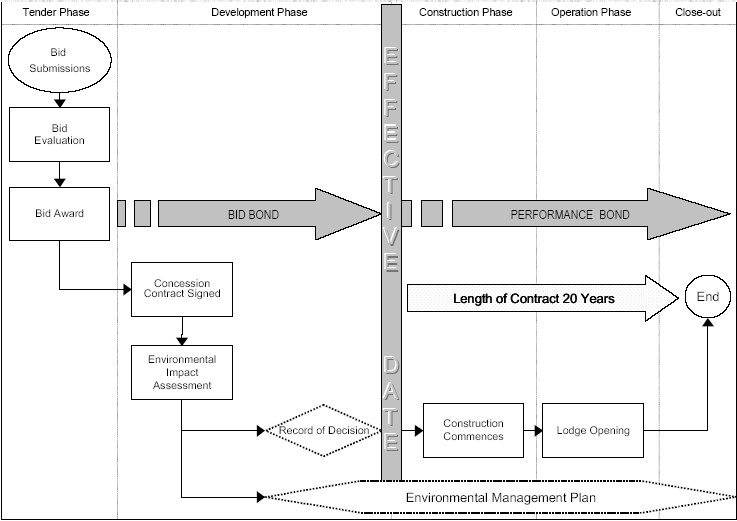 Tender Phase
Development Phase
Construction Phase
Operation Phase
Close-out
Bid
Submissions
Bid
Evaluation
Bid Award
BID BOND
EFFECTIVE DATE
PERFORMANCE BOND
Concession
Contract Signed
Length of Contract 20 Years
End
Environmental
Impact
Assessment
Record of Decision
Construction
Commences
Lodge Opening
Environmental Management Plan